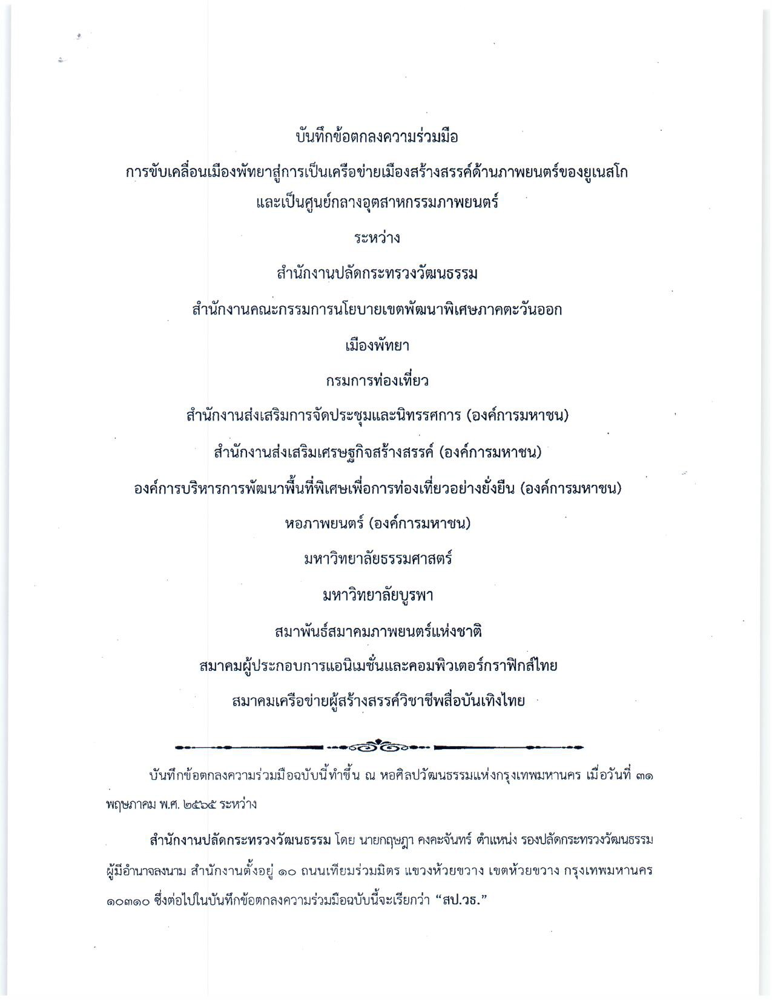 บันทึกข้อตกลงความร่วมมือ
การขับเคลื่อนเมืองพัทยาสู่การเป็นเครือข่ายเมืองสร้างสรรค์ด้านภาพยนตร์ของยูเนสโก
และเป็นศูนย์กลางอุตสาหกรรมภาพยนตร์
ระหว่าง
สำนักงานปลัดกระทรวงวัฒนธรรม
สำนักงานคณะกรรมการนโยบายเขตพัฒนาพิเศษภาคตะวันออก
เมืองพัทยา
กรมการท่องเที่ยว
สำนักงานส่งเสริมการจัดประชุมและนิทรรศการ (องค์การมหาชน)
สำนักงานส่งเสริมเศรษฐกิจสร้างสรรค์ (องค์การมหาชน)
องค์การบริหารการพัฒนาพื้นที่พิเศษเพื่อการท่องเที่ยวอย่างยั่งยืน (องค์การมหาชน)
หอภาพยนตร์ (องค์การมหาชน)
มหาวิทยาลัยธรรมศาสตร์
มหาวิทยาลัยบูรพา
สมาพันธ์สมาคมภาพยนตร์แห่งชาติ
สมาคมผู้ประกอบการแอนิเมชั่นและคอมพิวเตอร์กราฟิกส์ไทย
สมาคมเครือข่ายผู้สร้างสรรค์วิชาชีพสื่อบันเทิงไทย
บันทึกข้อตกลงความร่วมมือฉบับนี้ทำขึ้น ณ หอศิลปวัฒนธรรมแห่งกรุงเทพมหานคร เมื่อวันที่ ๓๑
พฤษภาคม พ.ศ. ๒๕๖๕ ระหว่าง
สำนักงานปลัดกระทรวงวัฒนธรรม โดย นายกฤษฎา คงคะจันทร์ ตำแหน่ง รองปลัดกระทรวงวัฒนธรรม
ผู้มีอำนาจลงนาม สำนักงานตั้งอยู่ ๑๐ ถนนเทียมร่วมมิตร แขวงห้วยขวาง เขตห้วยขวาง กรุงเทพมหานคร
๑๐๓๑๐ ซึ่งต่อไปในบันทึกข้อตกลงความร่วมมือฉบับนี้จะเรียกว่า “สป.วธ.”